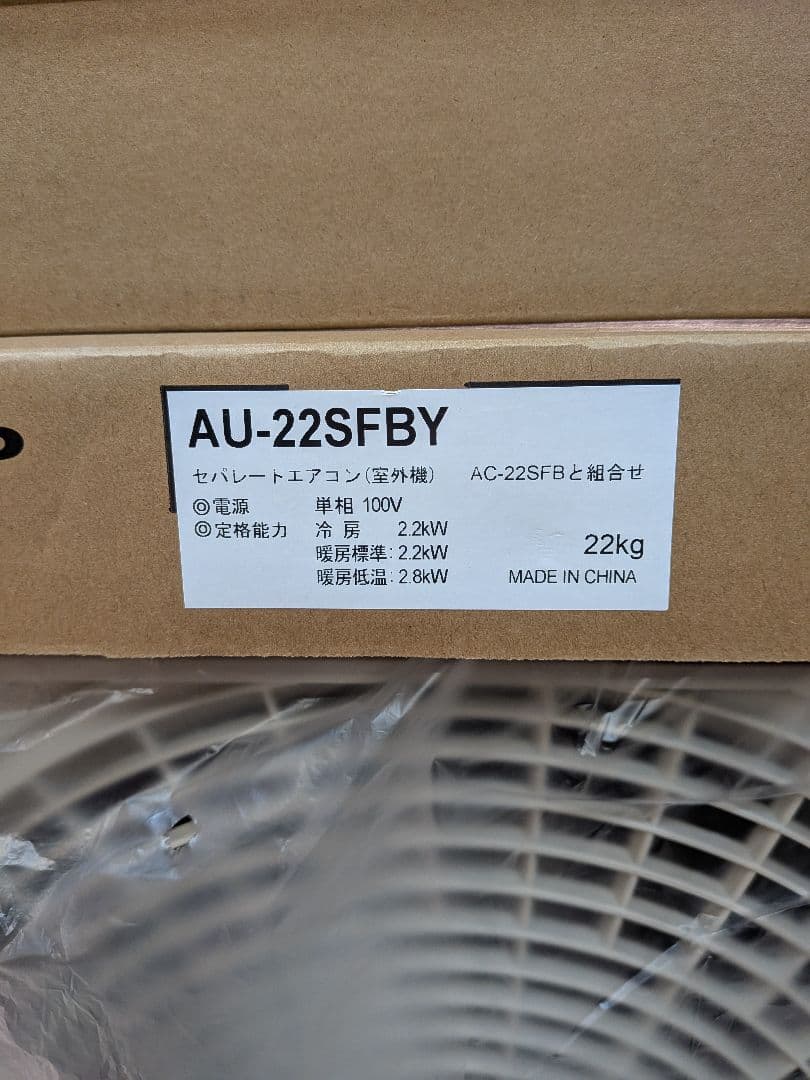 AU-22SFBY
セパレートエアコン(室外機) AC-22SFBと組合せ
◎電源 単相 100V
◎定格能力 冷 房 2.2kW
暖房標準:2.2kW
暖房低温:2.8kW
22kg
MADE IN CHINA